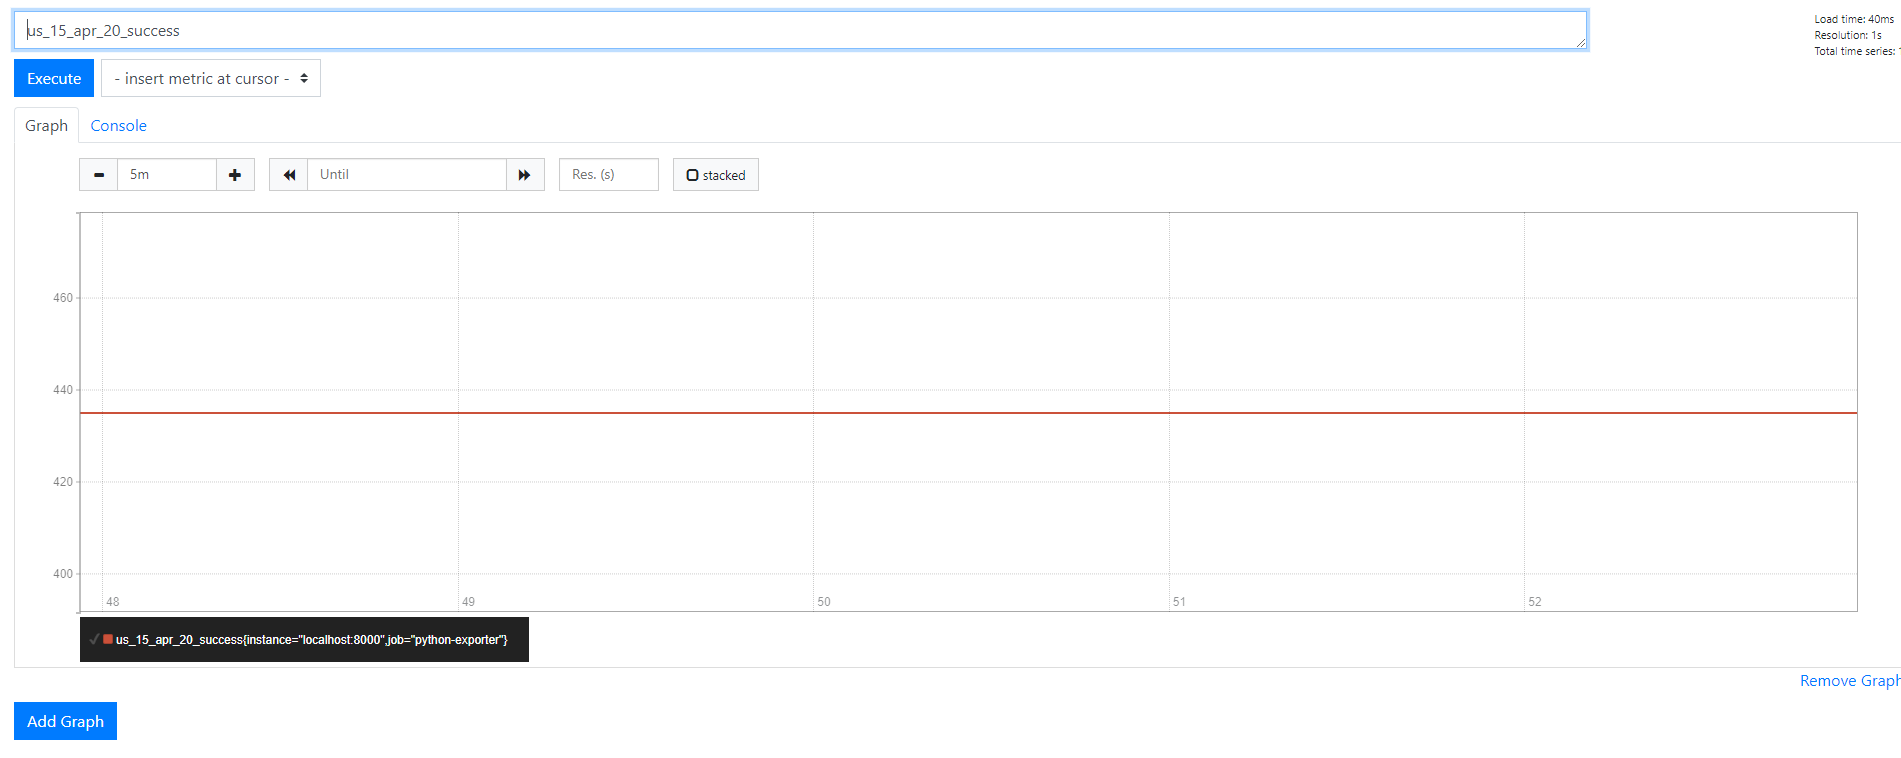 us_15_apr_20_success
Load time: 40ms
Resolution: 1s
Total time series:
Execute
- insert metric at cursor -
Graph
Console
5m
Until
Res. (s)
stacked
460
440
420
400
48
49
50
51
52
us_15_apr_20_success{instance="localhost:8000",job="python-exporter"}
Remove Graph
Add Graph